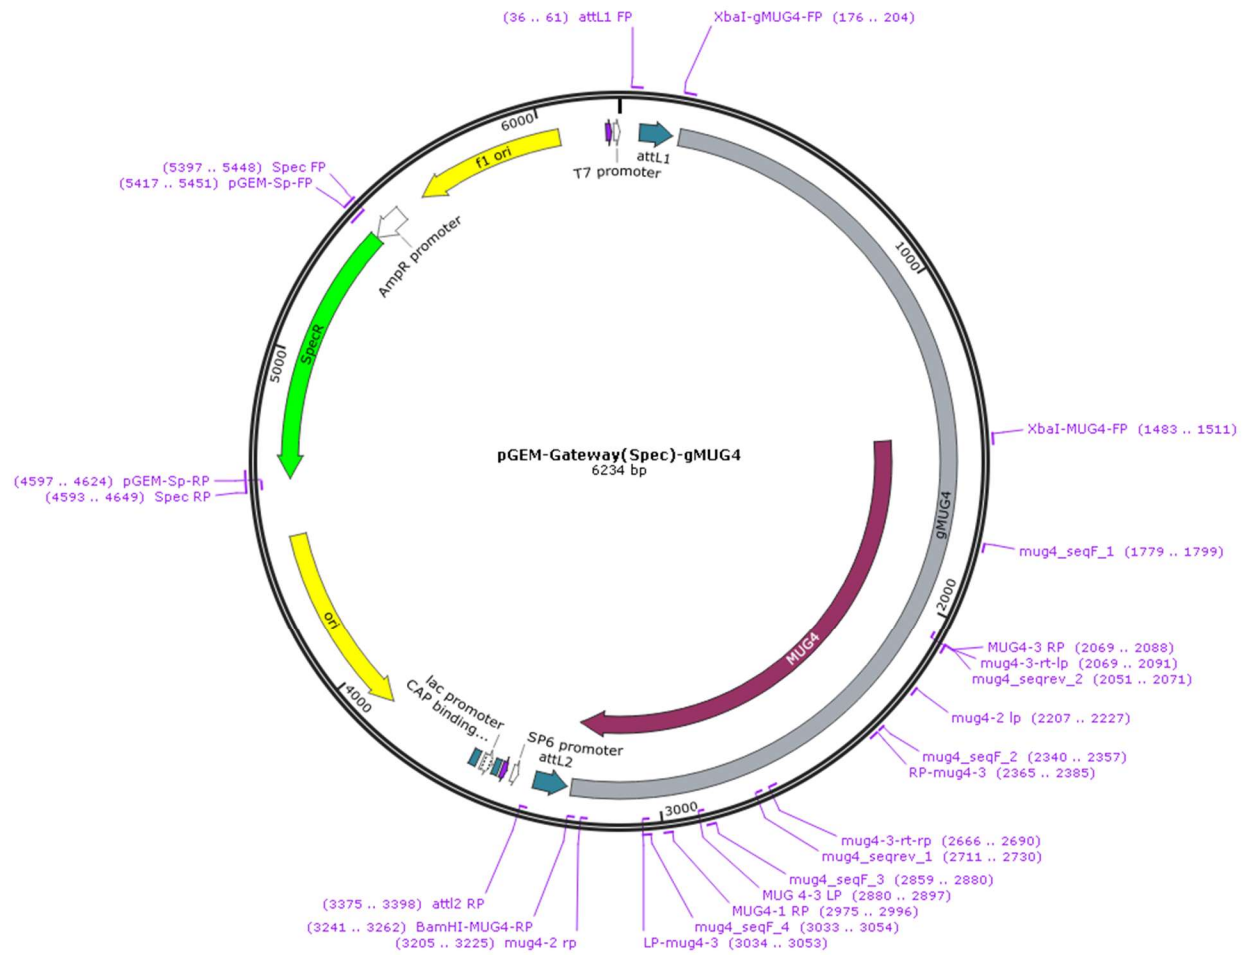 (36 .. 61) attL1 FP
XbaI-gMUG4-FP (176 .. 204)
6000
f1 ori
attL1
T7 promoter
(5397 .. 5448) Spec FP
(5417 .. 5451) pGEM-Sp-FP
AmpR promoter
1000
SpecR
5000
pGEM-Gateway(Spec)-gMUG4
6234 bp
XbaI-MUG4-FP (1483 .. 1511)
(4597 .. 4624) pGEM-Sp-RP
(4593 .. 4649) Spec RP
gMUG4
mug4_seqF_1 (1779 .. 1799)
2000
ori
MUG4
MUG4-3 RP (2069 .. 2088)
mug4-3-rt-lp (2069 .. 2091)
mug4_seqrev_2 (2051 .. 2071)
4000
lac promoter
CAP binding...
mug4-2 lp (2207 .. 2227)
SP6 promoter
attL2
mug4_seqF_2 (2340 .. 2357)
RP-mug4-3 (2365 .. 2385)
3000
mug4-3-rt-rp (2666 .. 2690)
mug4_seqrev_1 (2711 .. 2730)
mug4_seqF_3 (2859 .. 2880)
MUG 4-3 LP (2880 .. 2897)
(3375 .. 3398) attl2 RP
MUG4-1 RP (2975 .. 2996)
(3241 .. 3262) BamHI-MUG4-RP
mug4_seqF_4 (3033 .. 3054)
(3205 .. 3225) mug4-2 rp
LP-mug4-3 (3034 .. 3053)